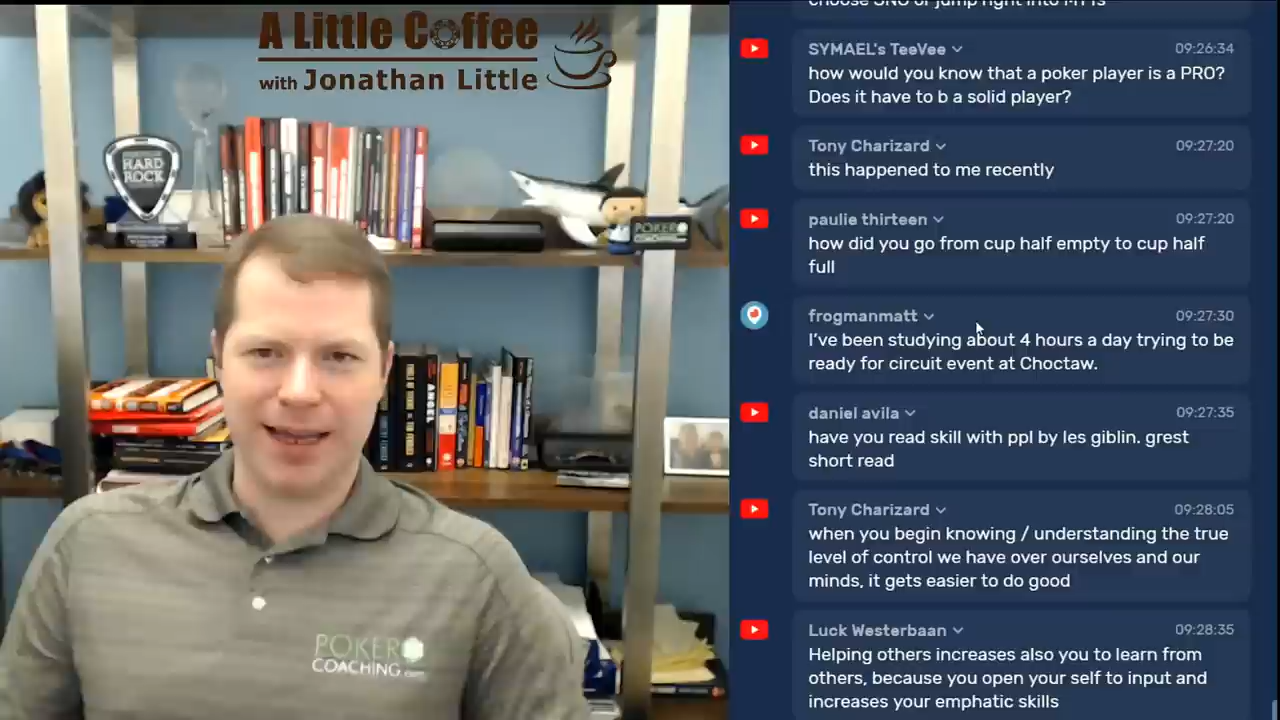 A Little Coffee
with Jonathan Little
HARD
ROCK
POKER
COACHING
ANGEL
POKER
COACHING.com
SYMAEL's TeeVee
09:26:34
how would you know that a poker player is a PRO?
Does it have to b a solid player?
Tony Charizard
09:27:20
this happened to me recently
paulie thirteen
09:27:20
how did you go from cup half empty to cup half
full
frogmanmatt
09:27:30
I've been studying about 4 hours a day trying to be
ready for circuit event at Choctaw.
daniel avila
09:27:35
have you read skill with ppl by les giblin. grest
short read
Tony Charizard
09:28:05
when you begin knowing / understanding the true
level of control we have over ourselves and our
minds, it gets easier to do good
Luck Westerbaan
09:28:35
Helping others increases also you to learn from
others, because you open your self to input and
increases your emphatic skills